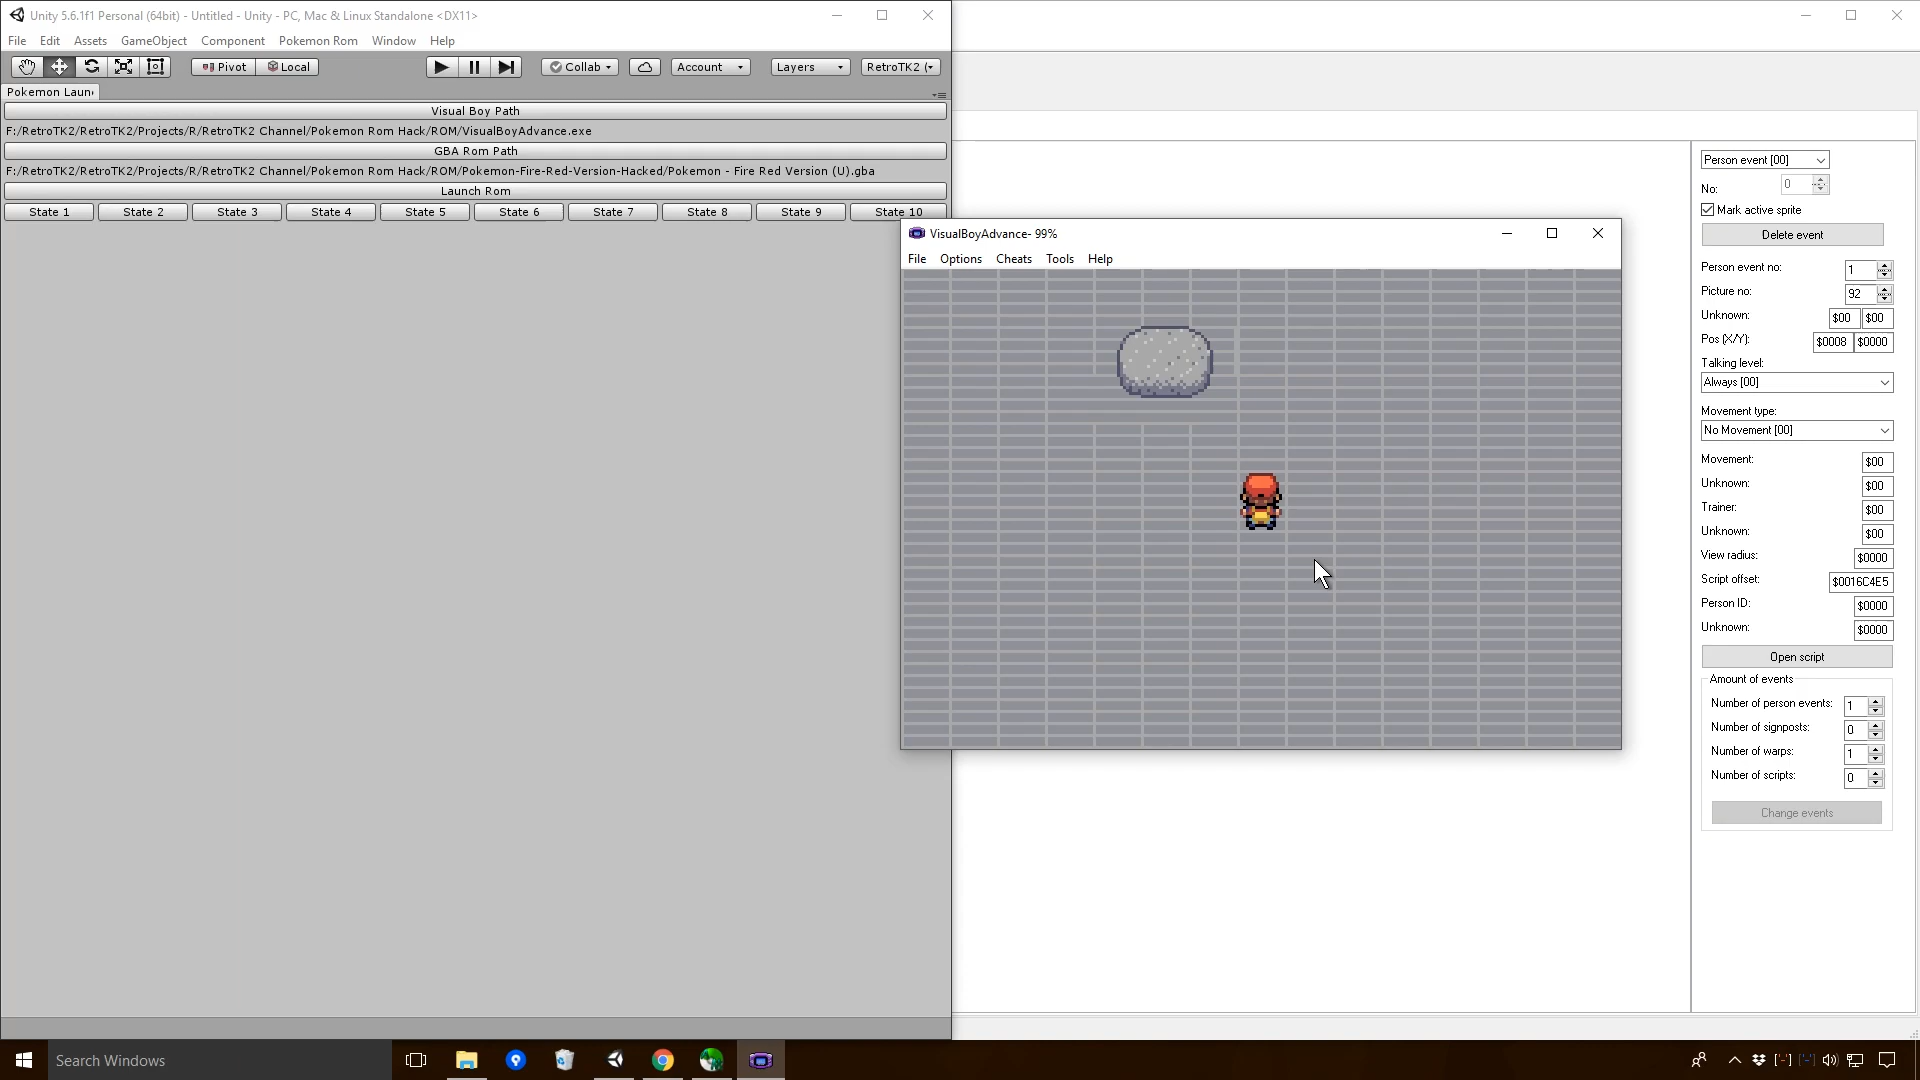 Unity 5.6.1f1 Personal (64bit) - Untitled - Unity - PC, Mac & Linux Standalone <DX11>
File Edit Assets GameObject Component Pokemon Rom Window Help
Pivot Local Collab Account Layers RetroTK2 (
Pokemon Laun
Visual Boy Path
F:/RetroTK2/RetroTK2/Projects/R/RetroTK2 Channel/Pokemon Rom Hack/ROM/VisualBoyAdvance.exe
GBA Rom Path
F:/RetroTK2/RetroTK2/Projects/R/RetroTK2 Channel/Pokemon Rom Hack/ROM/Pokemon-Fire-Red-Version-Hacked/Pokemon - Fire Red Version (U).gba
Launch Rom
State 1 State 2 State 3 State 4 State 5 State 6 State 7 State 8 State 9 State 10
VisualBoyAdvance- 99%
File Options Cheats Tools Help
Person event [00]
No: 0
Mark active sprite
Delete event
Person event no: 1
Picture no: 92
Unknown: $00 $00
Pos (X/Y): $0008 $0000
Talking level:
Always [00]
Movement type:
No Movement [00]
Movement: $00
Unknown: $00
Trainer: $00
Unknown: $00
View radius: $0000
Script offset: $0016C4E5
Person ID: $0000
Unknown: $0000
Open script
Amount of events
Number of person events: 1
Number of signposts: 0
Number of warps: 1
Number of scripts: 0
Change events
Search Windows